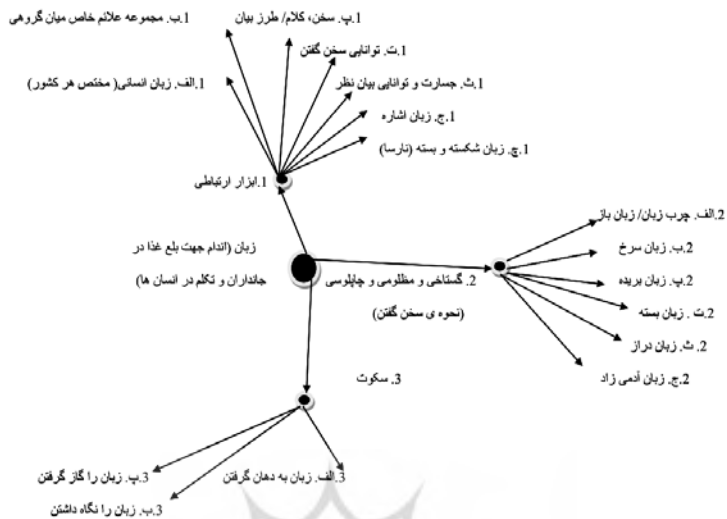 1.پ. سخن، کلام/ طرز بیان
1.ب. مجموعه علائم خاص میان گروهی
1.ت. توانایی سخن گفتن
1.ث. جسارت و توانایی بیان نظر
1.الف. زبان انسانی( مختص هر کشور)
1.ج. زبان اشاره
1.چ. زبان شکسته و بسته (نارسا)
1.ابزار ارتباطی
2.الف. چرب زبان/ زبان باز
2.ب. زبان سرخ
2.پ. زبان بریده
2.ت . زبان بسته
2. ث. زبان دراز
2.ج. زبان آدمی زاد
زبان (اندام جهت بلع غذا در
جانداران و تکلم در انسان ها)
2. گستاخی و مظلومی و چاپلوسی
(نحوه ی سخن گفتن)
3. سکوت
3.الف. زبان به دهان گرفتن
3.پ. زبان را گاز گرفتن
3.ب. زبان را نگاه داشتن